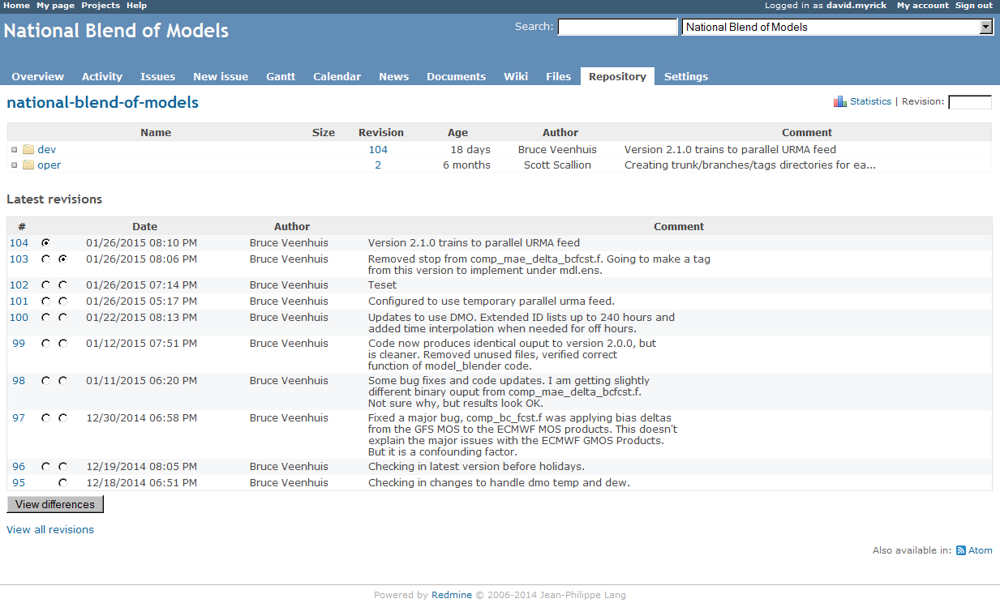 Home My page Projects Help Logged in as david.myrick My account Sign out
National Blend of Models Search: National Blend of Models
Overview Activity Issues New issue Gantt Calendar News Documents Wiki Files Repository Settings
national-blend-of-models Statistics | Revision:
Name Size Revision Age Author Comment
dev 104 18 days Bruce Veenhuis Version 2.1.0 trains to parallel URMA feed
oper 2 6 months Scott Scallion Creating trunk/branches/tags directories for ea...
Latest revisions
# Date Author Comment
104 01/26/2015 08:10 PM Bruce Veenhuis Version 2.1.0 trains to parallel URMA feed
103 01/26/2015 08:06 PM Bruce Veenhuis Removed stop from comp_mae_delta_bcfcst.f. Going to make a tag
from this version to implement under mdl.ens.
102 01/26/2015 07:14 PM Bruce Veenhuis Teset
101 01/26/2015 05:17 PM Bruce Veenhuis Configured to use temporary parallel urma feed.
100 01/22/2015 08:13 PM Bruce Veenhuis Updates to use DMO. Extended ID lists up to 240 hours and
added time interpolation when needed for off hours.
99 01/12/2015 07:51 PM Bruce Veenhuis Code now produces identical ouput to version 2.0.0, but
is cleaner. Removed unused files, verified correct
function of model_blender code.
98 01/11/2015 06:20 PM Bruce Veenhuis Some bug fixes and code updates. I am getting slightly
different binary ouput from comp_mae_delta_bcfcst.f.
Not sure why, but results look OK.
97 12/30/2014 06:58 PM Bruce Veenhuis Fixed a major bug, comp_bc_fcst.f was applying bias deltas
from the GFS MOS to the ECMWF MOS products. This doesn't
explain the major issues with the ECMWF GMOS Products.
But it is a confounding factor.
96 12/19/2014 08:05 PM Bruce Veenhuis Checking in latest version before holidays.
95 12/18/2014 06:51 PM Bruce Veenhuis Checking in changes to handle dmo temp and dew.
View differences
View all revisions
Also available in: Atom
Powered by Redmine © 2006-2014 Jean-Philippe Lang